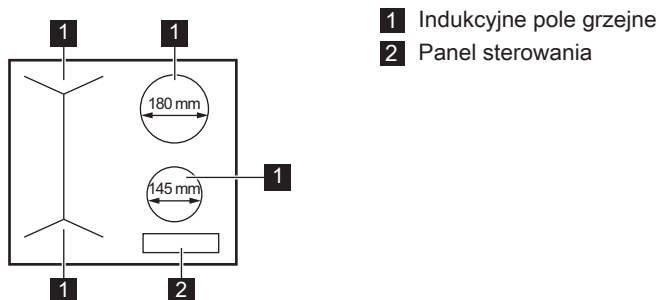 1 Indukcyjne pole grzejne
2 Panel sterowania
1 1
180 mm
145 mm
1
1 2